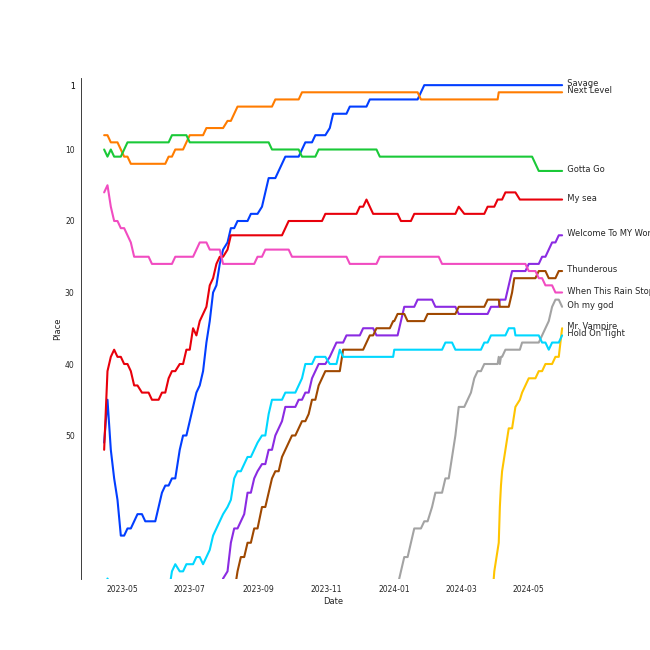 1
10
20
30
40
50
Place
2023-05
2023-07
2023-09
2023-11
2024-01
2024-03
2024-05
Date
Savage
Next Level
Gotta Go
My sea
Welcome To MY Wor
Thunderous
When This Rain Stop
Oh my god
Mr. Vampire
Hold On Tight